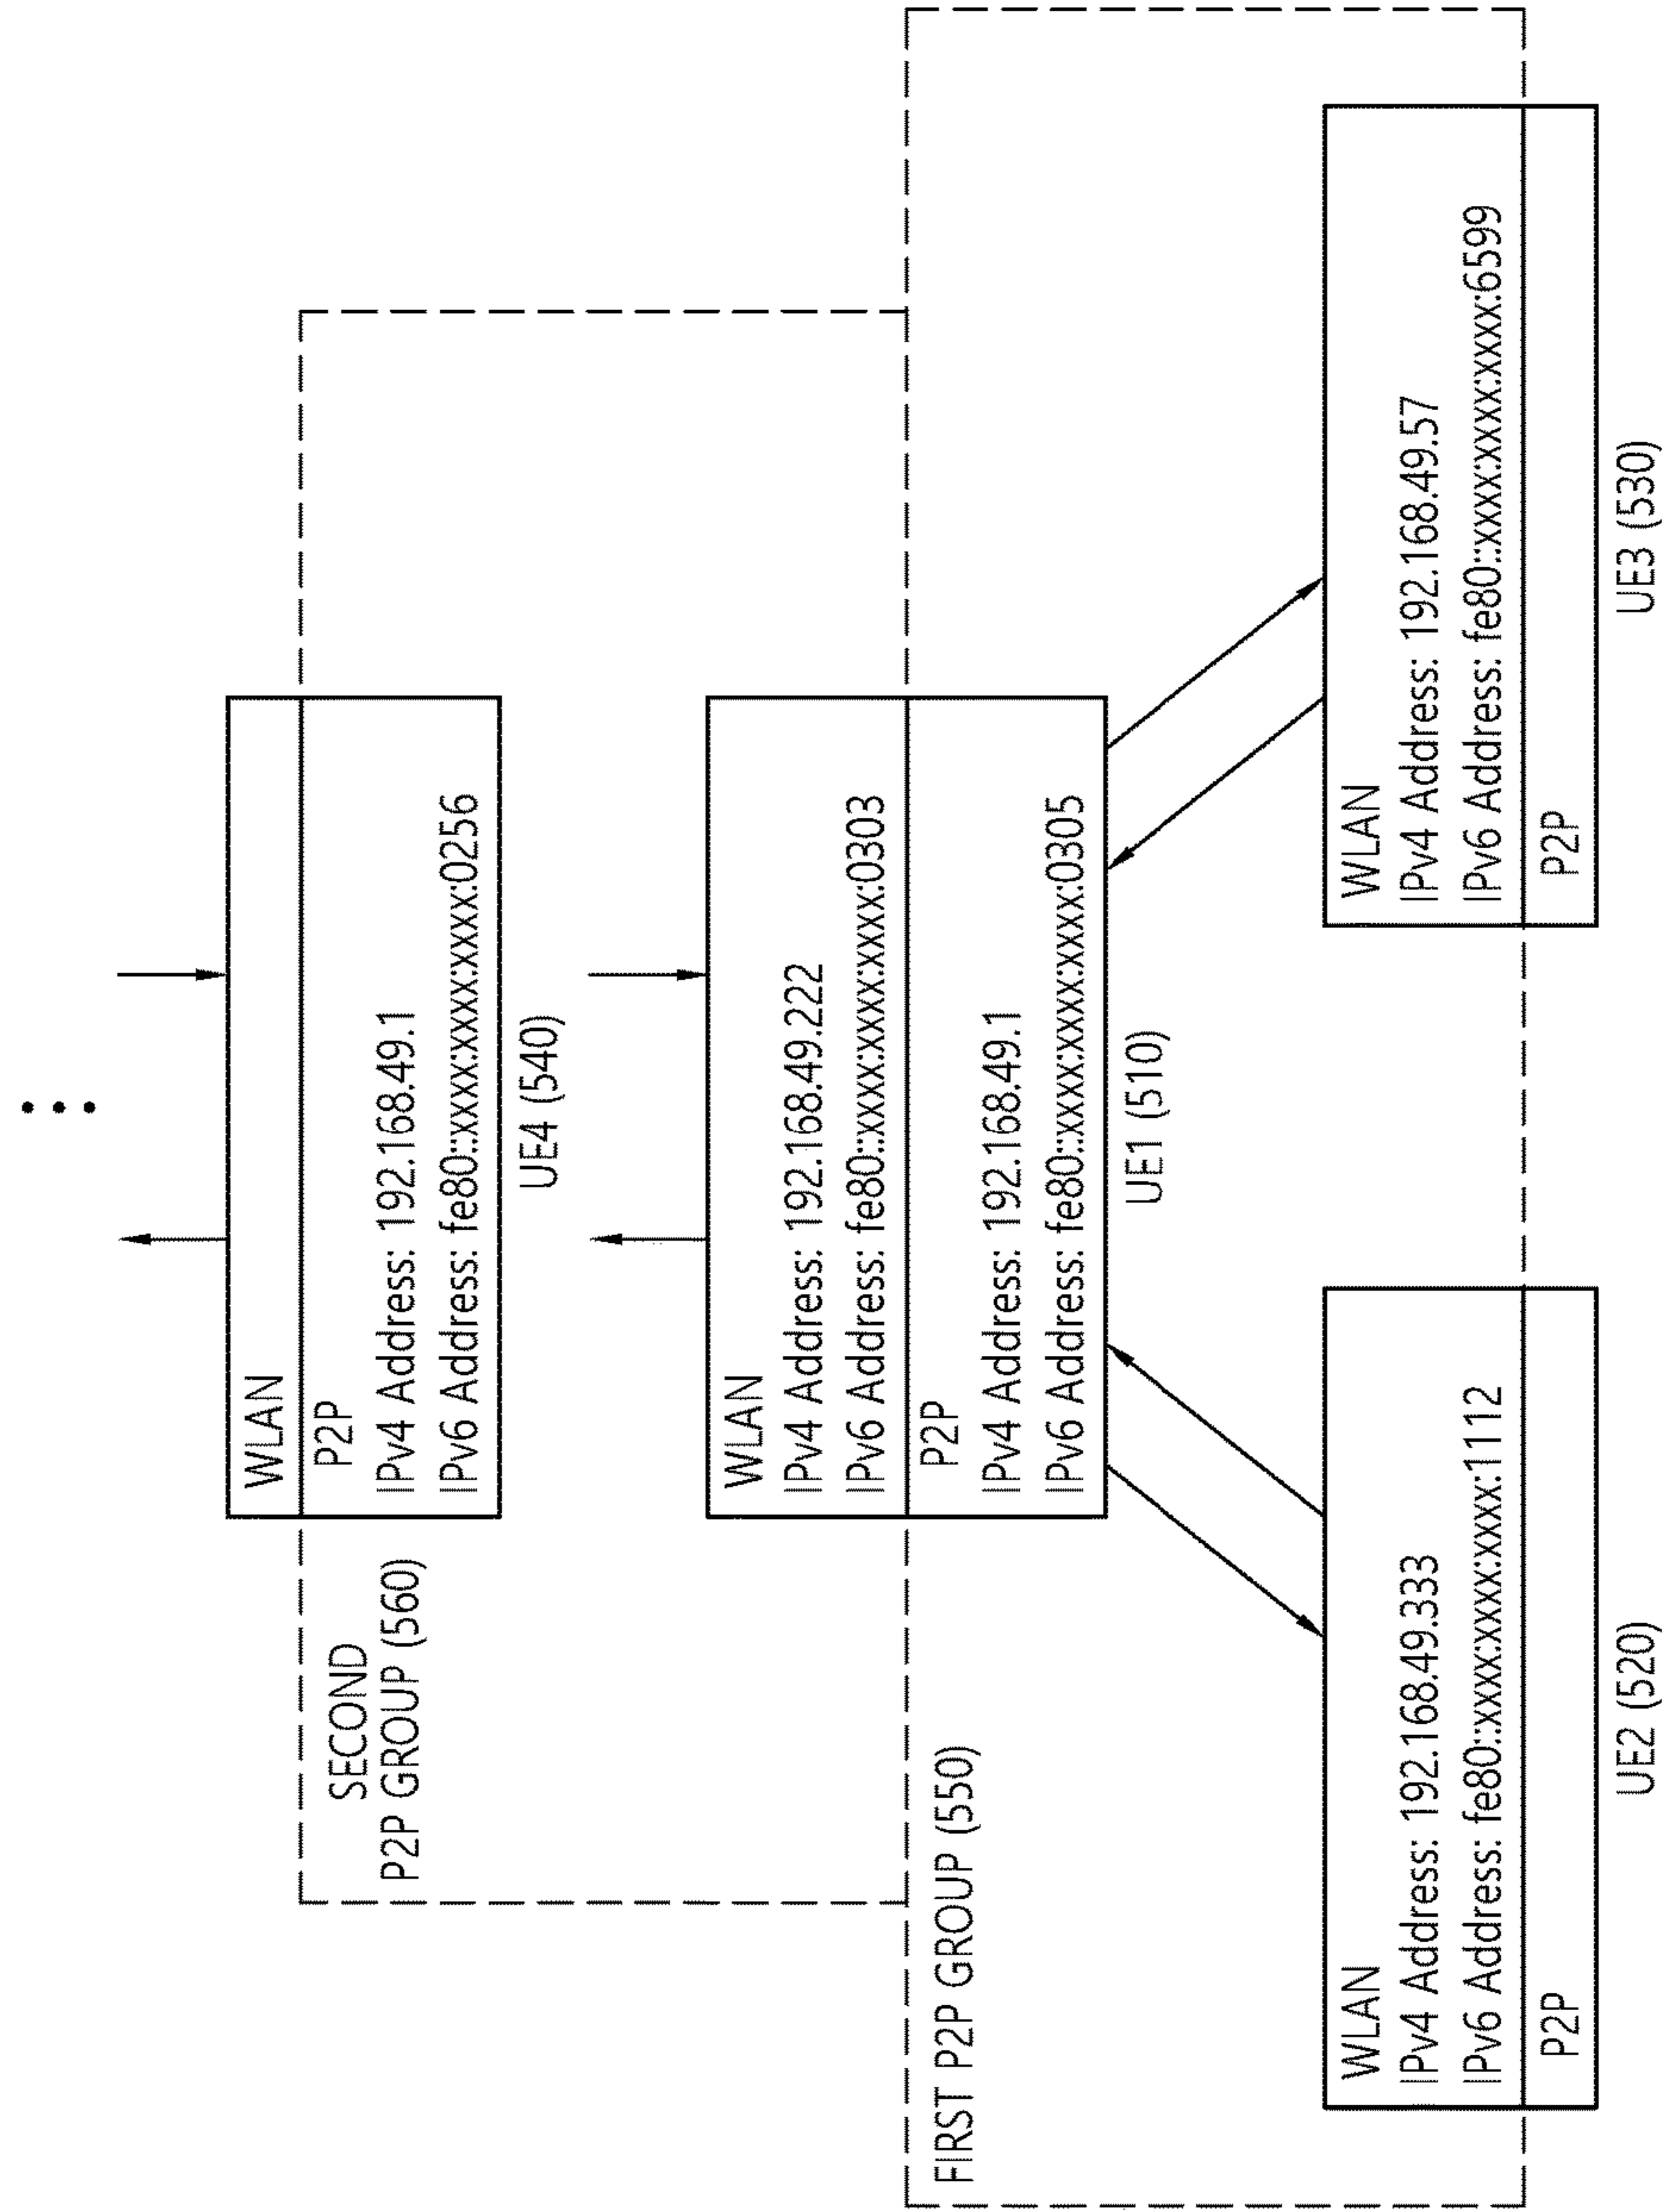 WLAN
P2P
IPv4 Address: 192.168.49.1
IPv6 Address: fe80::xxxx:xxxx:xxxx:0256
UE4 (540)
SECOND
P2P GROUP (560)
WLAN
IPv4 Address: 192.168.49.222
IPv6 Address: fe80::xxxx:xxxx:xxxx:0303
P2P
IPv4 Address: 192.168.49.1
IPv6 Address: fe80::xxxx:xxxx:xxxx:0305
UE1 (510)
FIRST P2P GROUP (550)
WLAN
IPv4 Address: 192.168.49.333
IPv6 Address: fe80::xxxx:xxxx:xxxx:1112
P2P
UE2 (520)
WLAN
IPv4 Address: 192.168.49.57
IPv6 Address: fe80::xxxx:xxxx:xxxx:6599
P2P
UE3 (530)